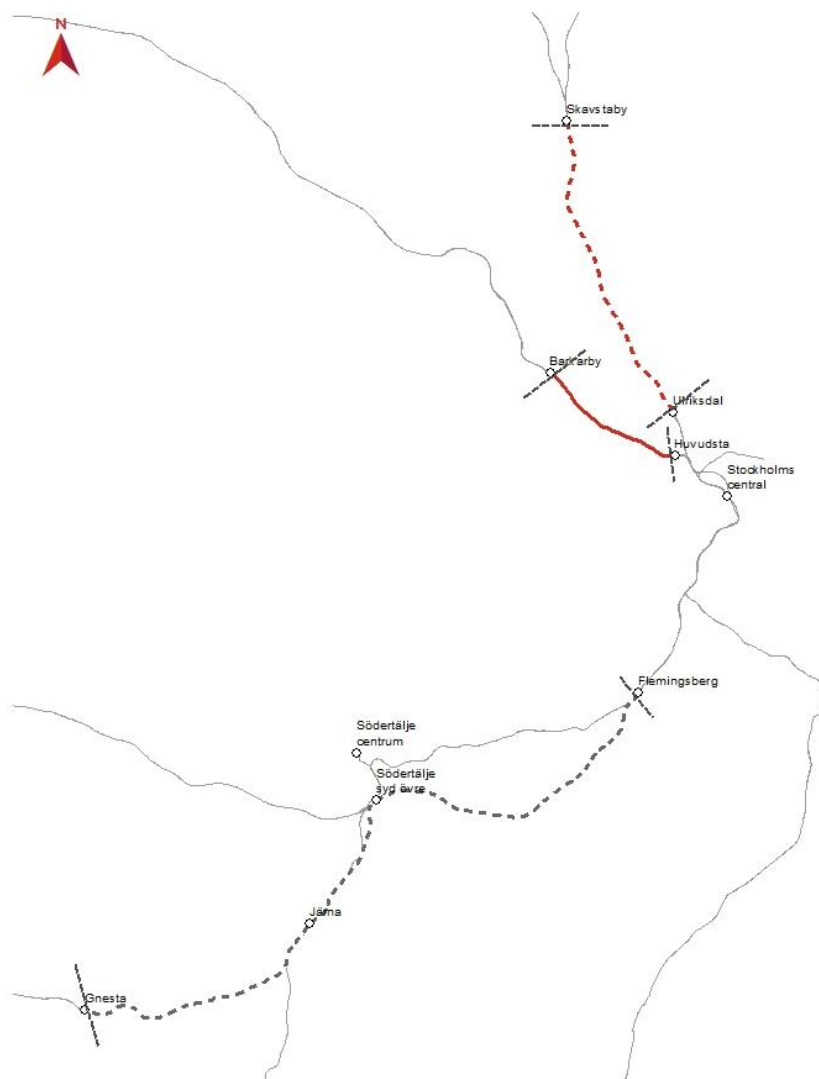 N
Skavstaby
Barkarby
Ulriksdal
Huvudsta
Stockholms
central
Flemingsberg
Södertälje
centrum
Södertälje
syd övre
Järna
Gnesta